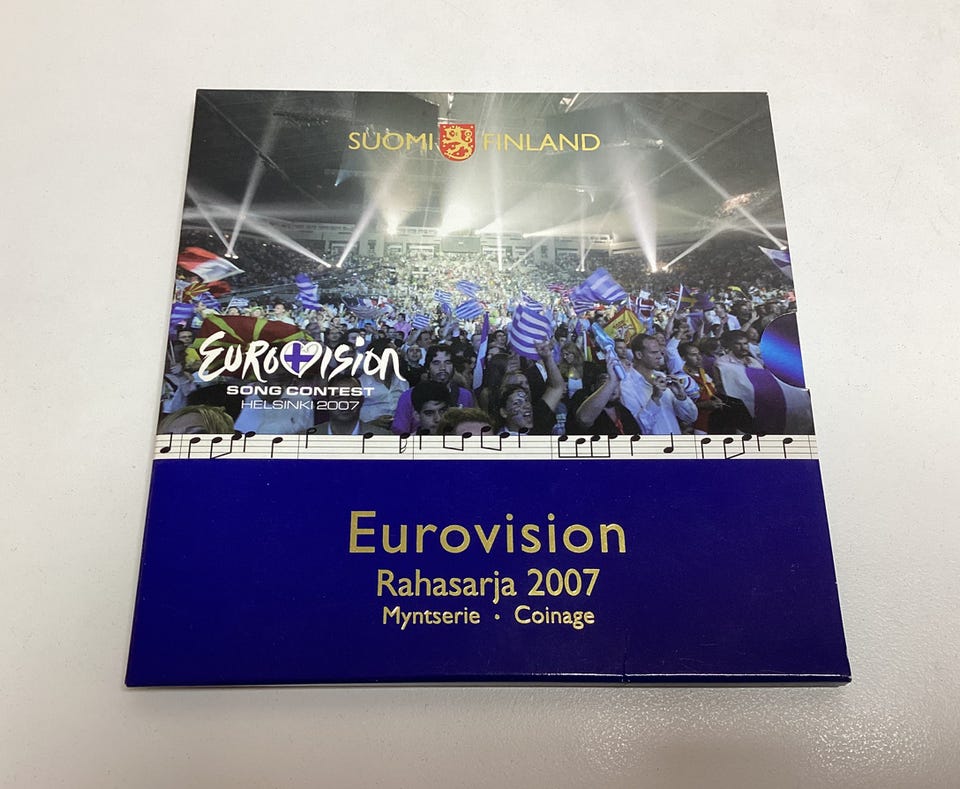 SUOMI FINLAND
EUROVISION
SONG CONTEST
HELSINKI 2007
Eurovision
Rahasarja 2007
Myntserie • Coinage